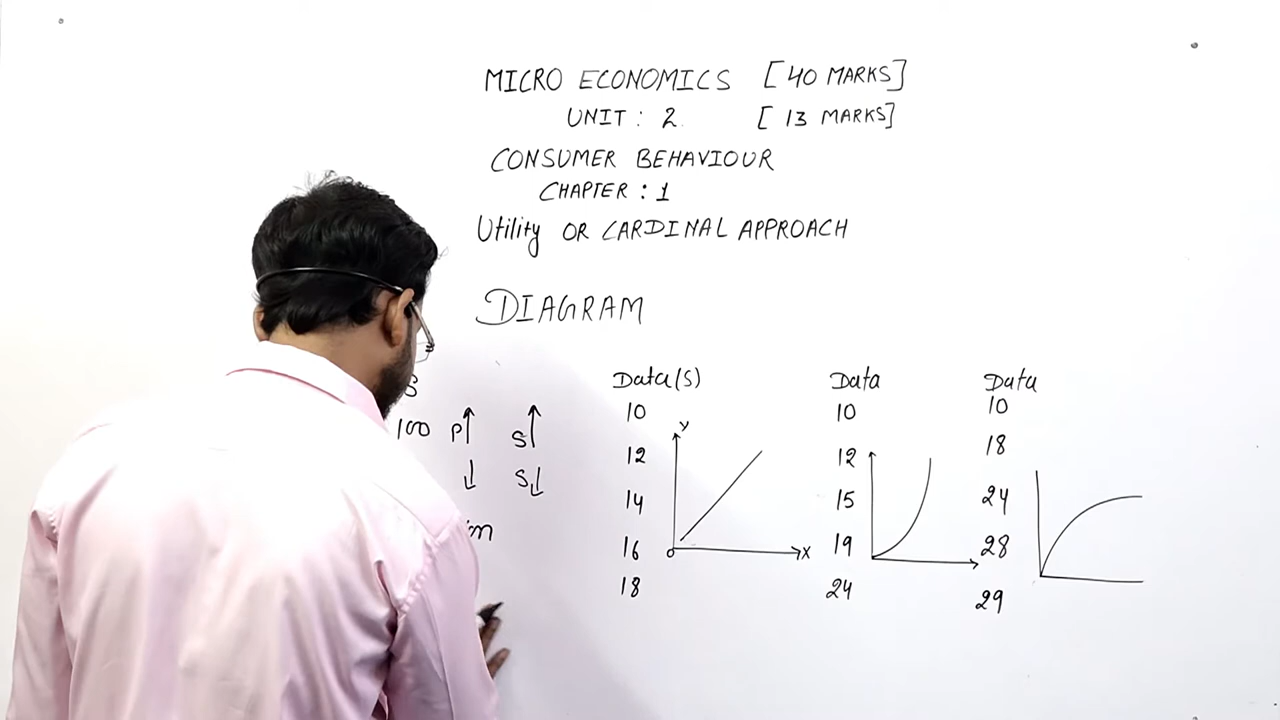 MICRO ECONOMICS [40 MARKS]
UNIT : 2 [13 MARKS]
CONSUMER BEHAVIOUR
CHAPTER : 1
Utility OR CARDINAL APPROACH
DIAGRAM
S
100 P↑ S↑
↓ S↓
Data(S)
10
12
14
16
18
Y
O
X
Data
10
12
15
19
24
Data
10
18
24
28
29